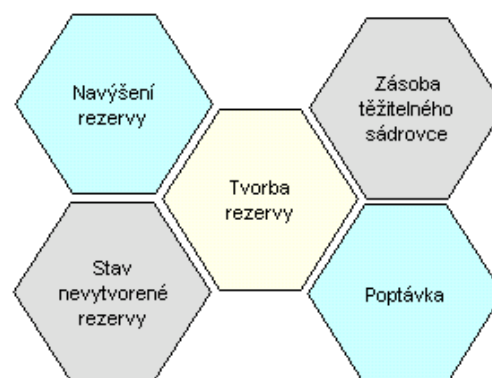 Navýšení
rezervy
Zásoba
těžitelného
sádrovce
Tvorba
rezervy
Stav
nevytvorené
rezervy
Poptávka